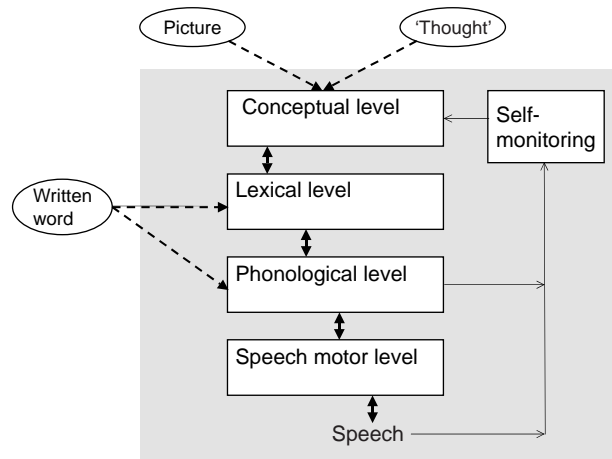 Picture
‘Thought’
Conceptual level
Self-
monitoring
Lexical level
Written
word
Phonological level
Speech motor level
Speech